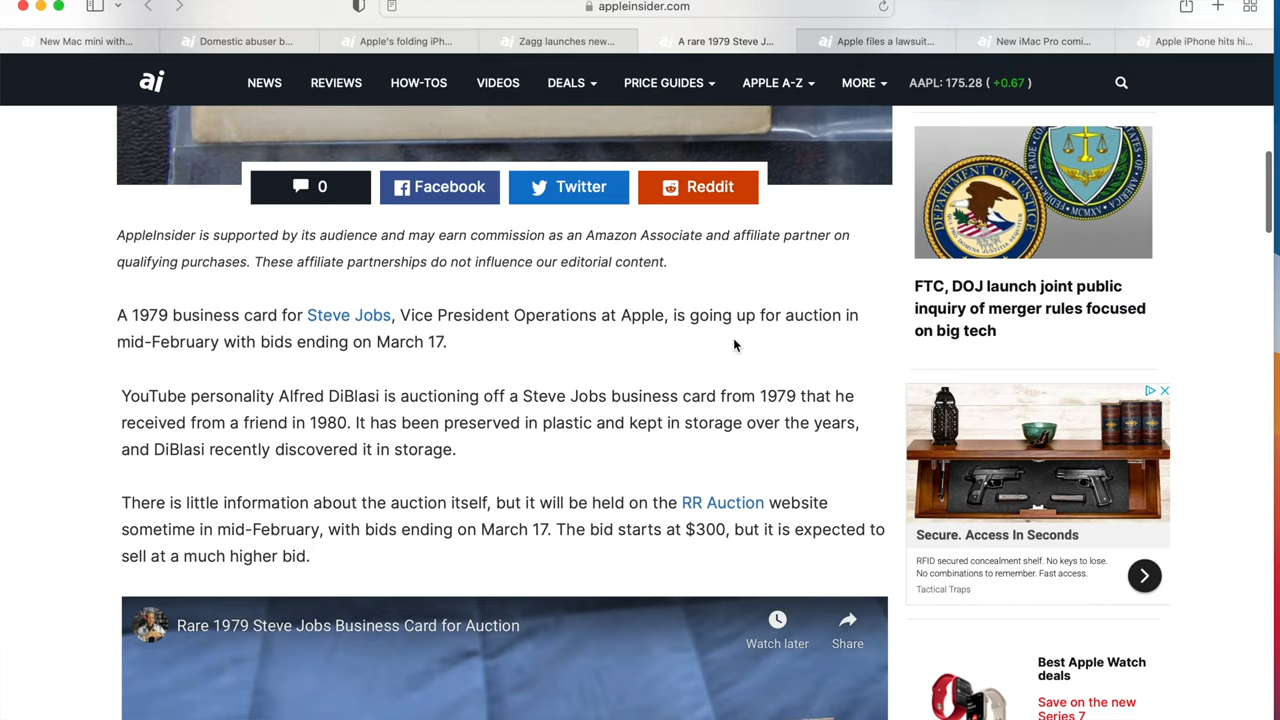 appleinsider.com
New Mac mini with...
Domestic abuser b...
Apple's folding iPh...
Zagg launches new...
A rare 1979 Steve J...
Apple files a lawsuit...
New iMac Pro comi...
Apple iPhone hits hi...
ai
NEWS
REVIEWS
HOW-TOS
VIDEOS
DEALS
PRICE GUIDES
APPLE A-Z
MORE
AAPL: 175.28 ( +0.67 )
0
Facebook
Twitter
Reddit
AppleInsider is supported by its audience and may earn commission as an Amazon Associate and affiliate partner on
qualifying purchases. These affiliate partnerships do not influence our editorial content.
A 1979 business card for Steve Jobs, Vice President Operations at Apple, is going up for auction in
mid-February with bids ending on March 17.
YouTube personality Alfred DiBlasi is auctioning off a Steve Jobs business card from 1979 that he
received from a friend in 1980. It has been preserved in plastic and kept in storage over the years,
and DiBlasi recently discovered it in storage.
There is little information about the auction itself, but it will be held on the RR Auction website
sometime in mid-February, with bids ending on March 17. The bid starts at $300, but it is expected to
sell at a much higher bid.
Rare 1979 Steve Jobs Business Card for Auction
Watch later
Share
DEPARTMENT OF JUSTICE
MCMXV
FTC, DOJ launch joint public
inquiry of merger rules focused
on big tech
Secure. Access In Seconds
RFID secured concealment shelf. No keys to lose.
No combinations to remember. Fast access.
Tactical Traps
Best Apple Watch
deals
Save on the new
Series 7